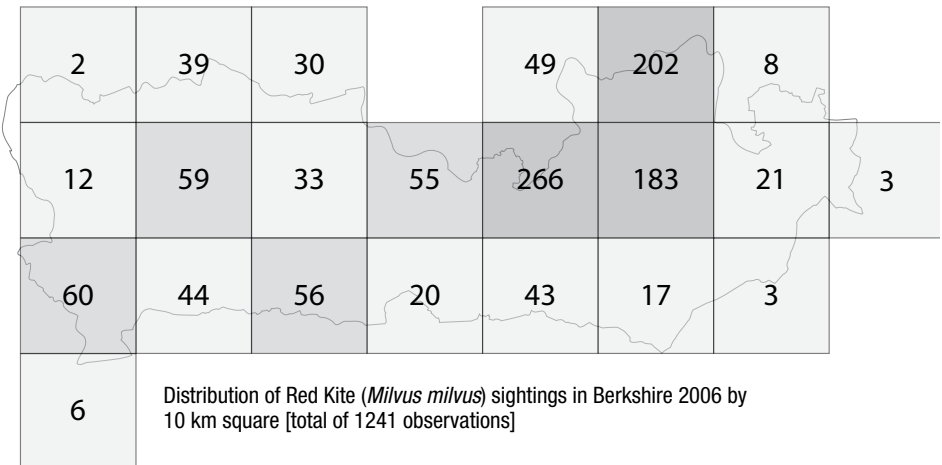 2 39 30 49 202 8
12 59 33 55 266 183 21 3
60 44 56 20 43 17 3
6
Distribution of Red Kite (Milvus milvus) sightings in Berkshire 2006 by
10 km square [total of 1241 observations]